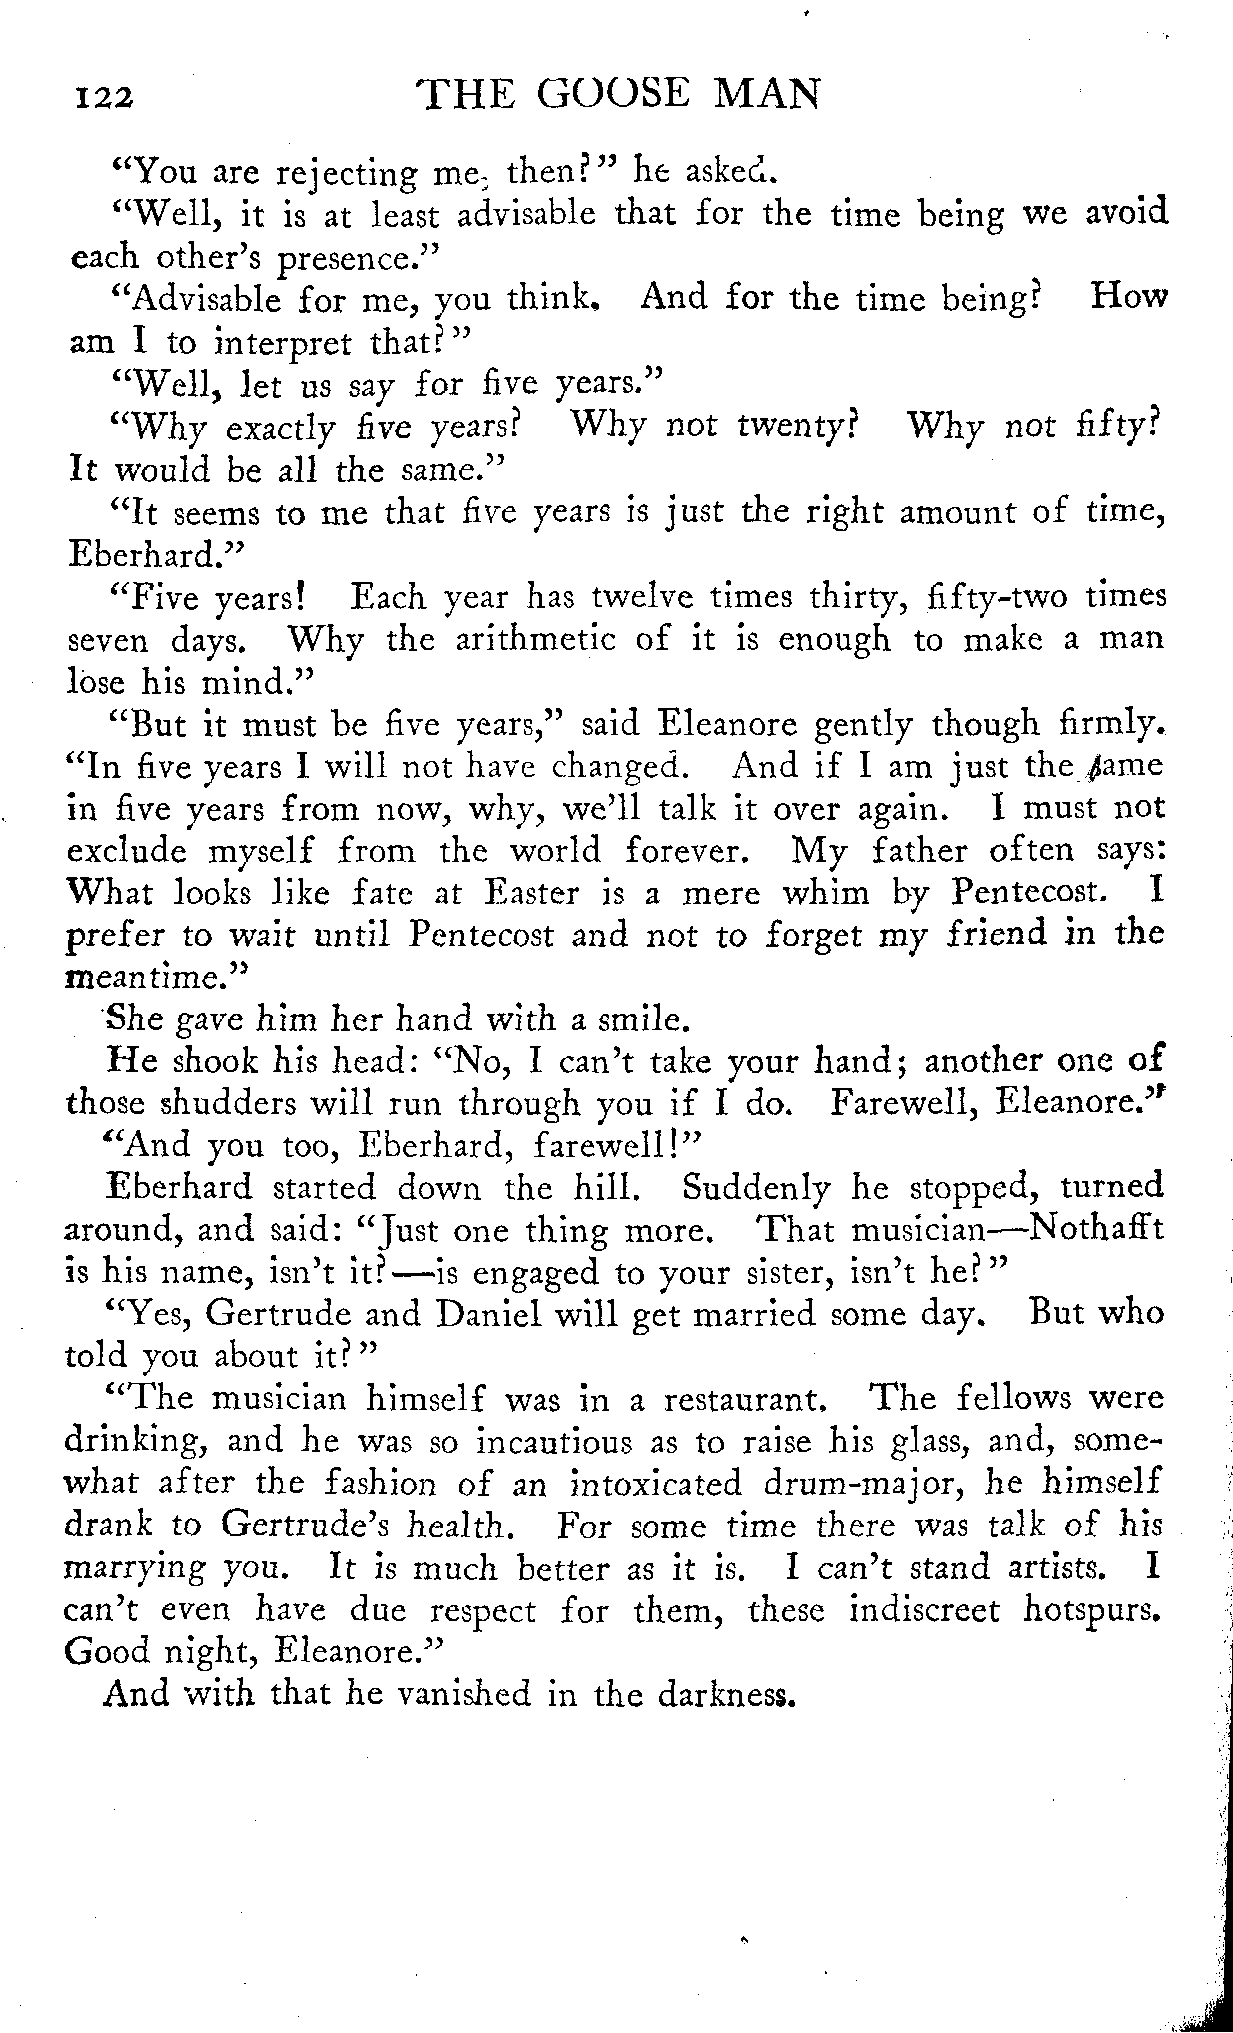 122 THE GOOSE MAN
“You are rejecting me, then?” he asked.
“Well, it is at least advisable that for the time being we avoid
each other’s presence.”
“Advisable for me, you think. And for the time being? How
am I to interpret that?”
“Well, let us say for five years.”
“Why exactly five years? Why not twenty? Why not fifty?
It would be all the same.”
“It seems to me that five years is just the right amount of time,
Eberhard.”
“Five years! Each year has twelve times thirty, fifty-two times
seven days. Why the arithmetic of it is enough to make a man
lose his mind.”
“But it must be five years,” said Eleanore gently though firmly.
“In five years I will not have changed. And if I am just the same
in five years from now, why, we’ll talk it over again. I must not
exclude myself from the world forever. My father often says:
What looks like fate at Easter is a mere whim by Pentecost. I
prefer to wait until Pentecost and not to forget my friend in the
meantime.”
She gave him her hand with a smile.
He shook his head: “No, I can’t take your hand; another one of
those shudders will run through you if I do. Farewell, Eleanore.”
“And you too, Eberhard, farewell!”
Eberhard started down the hill. Suddenly he stopped, turned
around, and said: “Just one thing more. That musician—Nothafft
is his name, isn’t it?—is engaged to your sister, isn’t he?”
“Yes, Gertrude and Daniel will get married some day. But who
told you about it?”
“The musician himself was in a restaurant. The fellows were
drinking, and he was so incautious as to raise his glass, and, some-
what after the fashion of an intoxicated drum-major, he himself
drank to Gertrude’s health. For some time there was talk of his
marrying you. It is much better as it is. I can’t stand artists. I
can’t even have due respect for them, these indiscreet hotspurs.
Good night, Eleanore.”
And with that he vanished in the darkness.